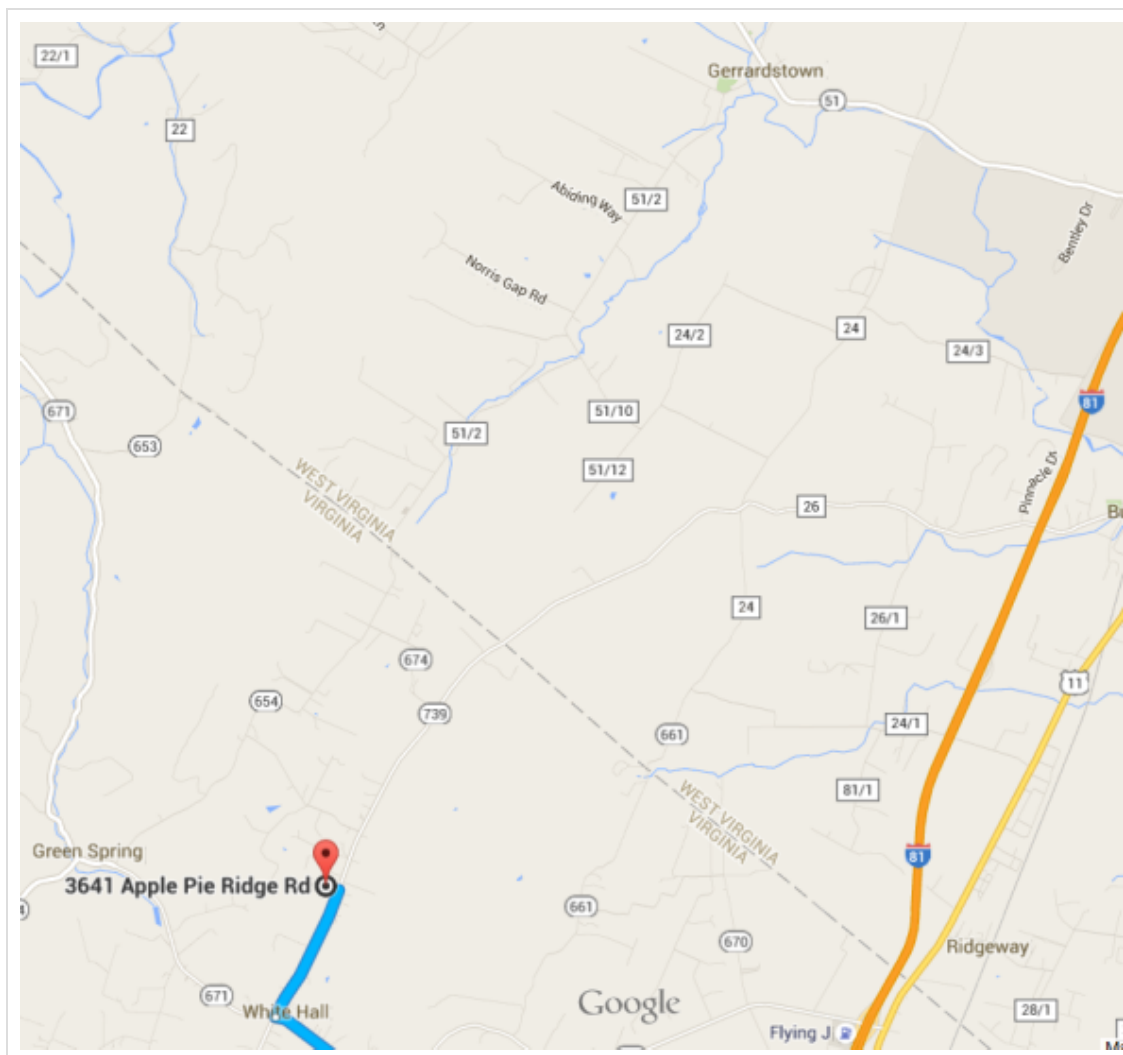 22/1
Gerrardstown
51
22
Abiding Way
51/2
Bentley Dr
Norris Gap Rd
24/2
24
24/3
671
81
51/10
653
51/2
51/12
Pinnacle Dr
WEST VIRGINIA
VIRGINIA
26
24
26/1
674
11
654
739
661
24/1
WEST VIRGINIA
VIRGINIA
81/1
Green Spring
81
3641 Apple Pie Ridge Rd
661
670
Ridgeway
671
White Hall
Google
28/1
Flying J